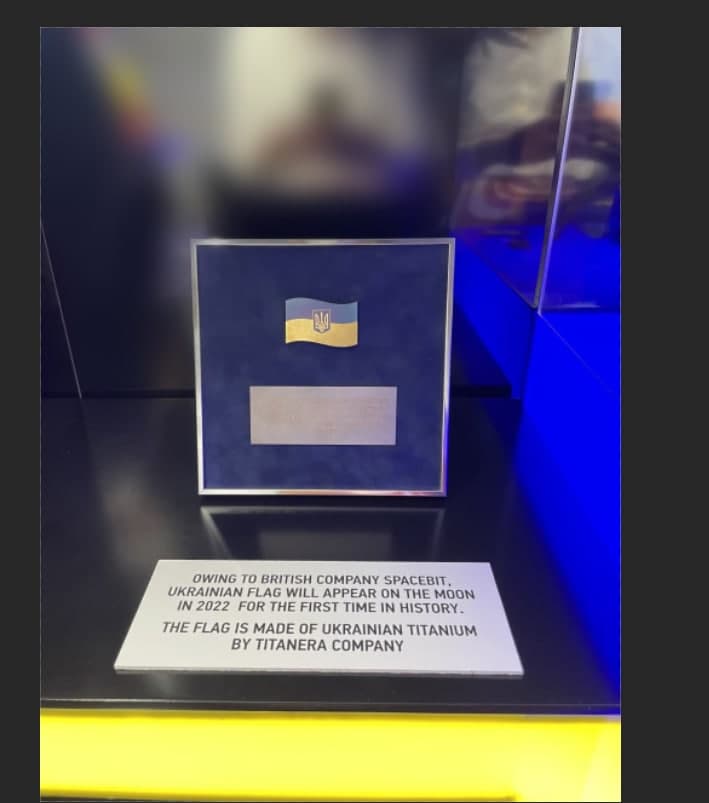 OWING TO BRITISH COMPANY SPACEBIT,
UKRAINIAN FLAG WILL APPEAR ON THE MOON
IN 2022 FOR THE FIRST TIME IN HISTORY.
THE FLAG IS MADE OF UKRAINIAN TITANIUM
BY TITANERA COMPANY